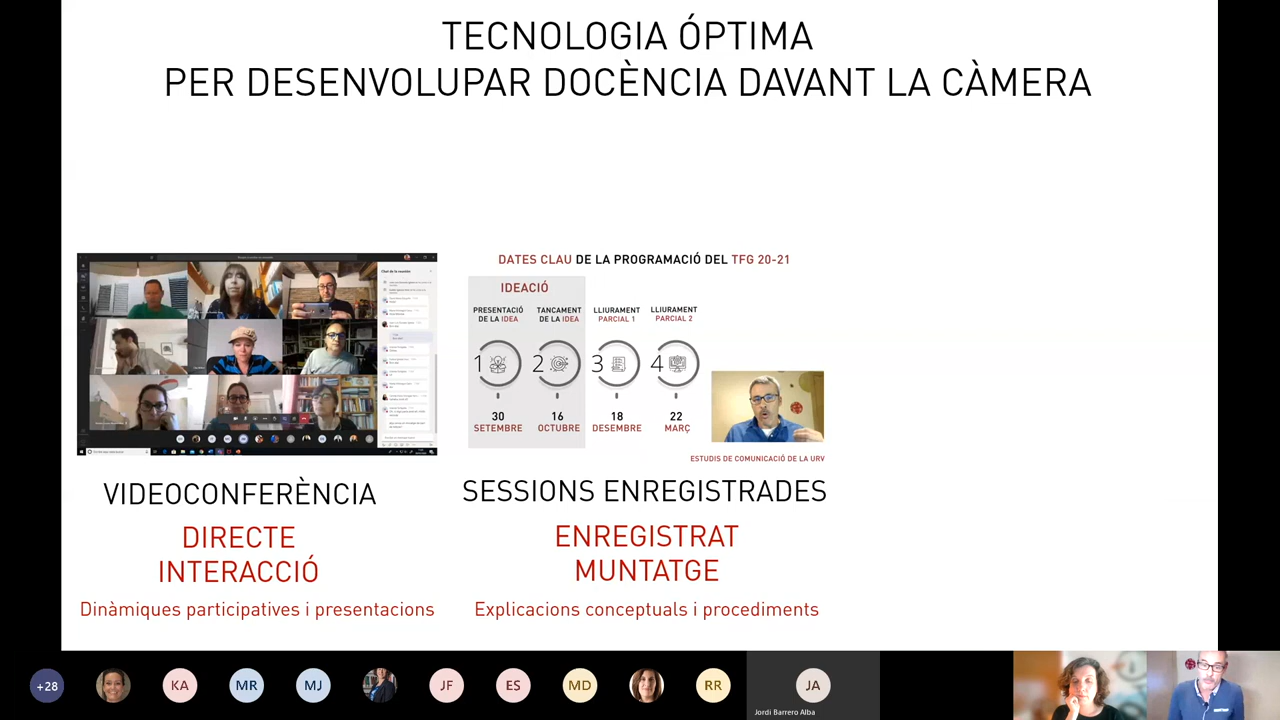 TECNOLOGIA ÓPTIMA
PER DESENVOLUPAR DOCÈNCIA DAVANT LA CÀMERA
DATES CLAU DE LA PROGRAMACIÓ DEL TFG 20-21
IDEACIÓ
PRESENTACIÓ
DE LA IDEA
TANCAMENT
DE LA IDEA
LLIURAMENT
PARCIAL 1
LLIURAMENT
PARCIAL 2
1
2
3
4
30
SETEMBRE
20
OCTUBRE
18
DESEMBRE
22
MARÇ
ESTUDIS DE COMUNICACIÓ DE LA URV
VIDEOCONFERÈNCIA
DIRECTE
INTERACCIÓ
Dinàmiques participatives i presentacions
SESSIONS ENREGISTRADES
ENREGISTRAT
MUNTATGE
Explicacions conceptuals i procediments
+28
KA
MR
MJ
JF
ES
MD
RR
JA
Jordi Barrero Alba